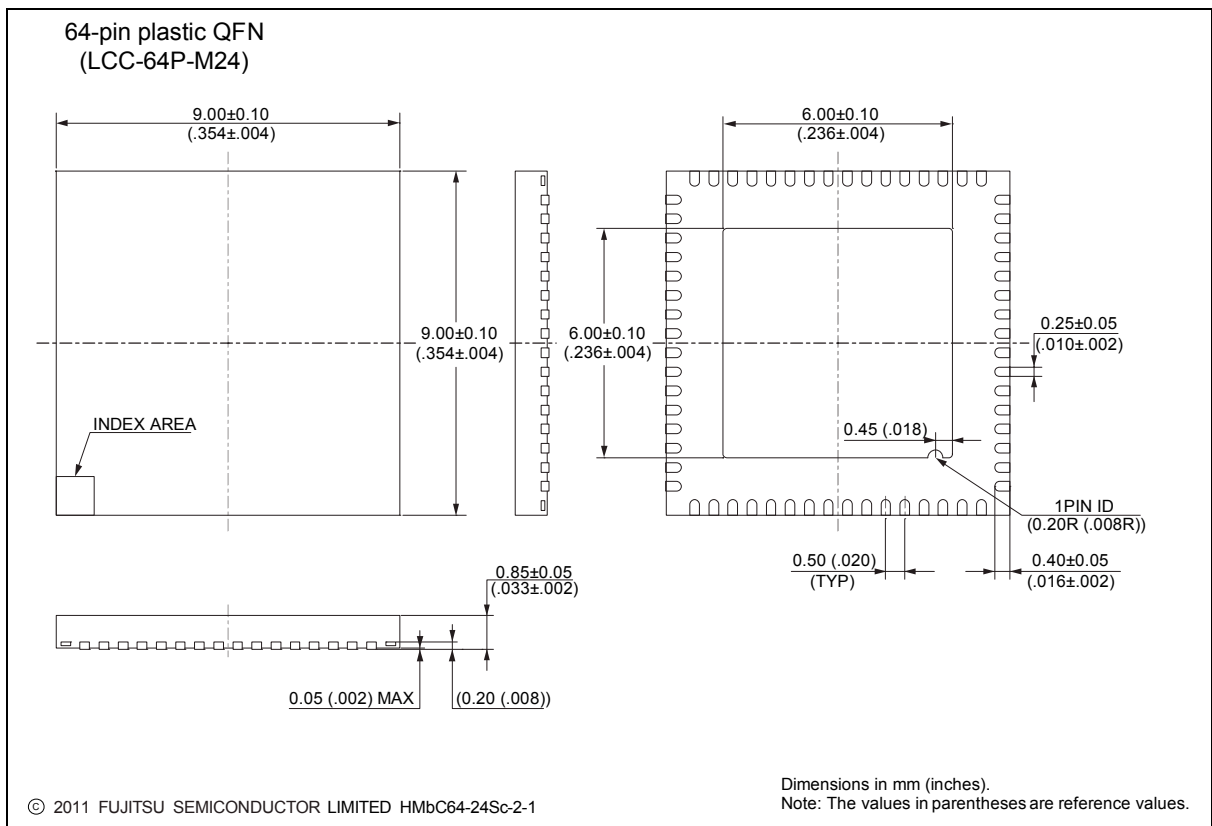 64-pin plastic QFN
(LCC-64P-M24)
9.00±0.10
(.354±.004)
6.00±0.10
(.236±.004)
9.00±0.10
(.354±.004)
6.00±0.10
(.236±.004)
0.25±0.05
(.010±.002)
INDEX AREA
0.45 (.018)
1PIN ID
(0.20R (.008R))
0.50 (.020)
(TYP)
0.40±0.05
(.016±.002)
0.85±0.05
(.033±.002)
0.05 (.002) MAX
(0.20 (.008))
Dimensions in mm (inches).
Note: The values in parentheses are reference values.
© 2011 FUJITSU SEMICONDUCTOR LIMITED HMbC64-24Sc-2-1